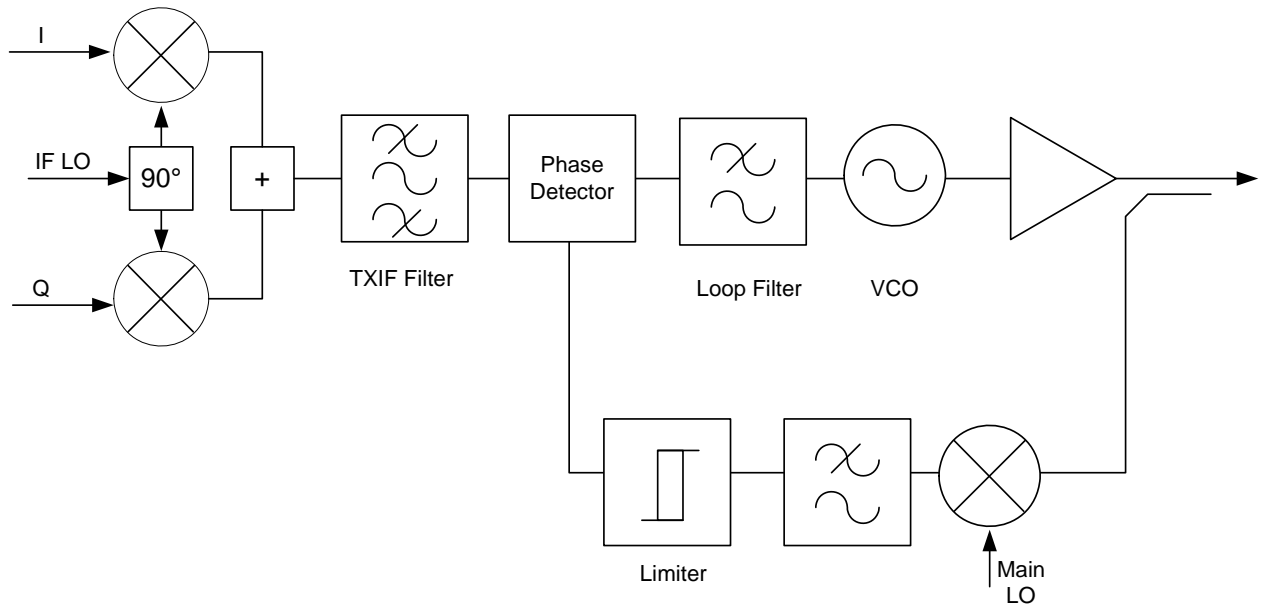 I
IF LO
90°
+
Q
TXIF Filter
Phase
Detector
Loop Filter
VCO
Limiter
Main
LO